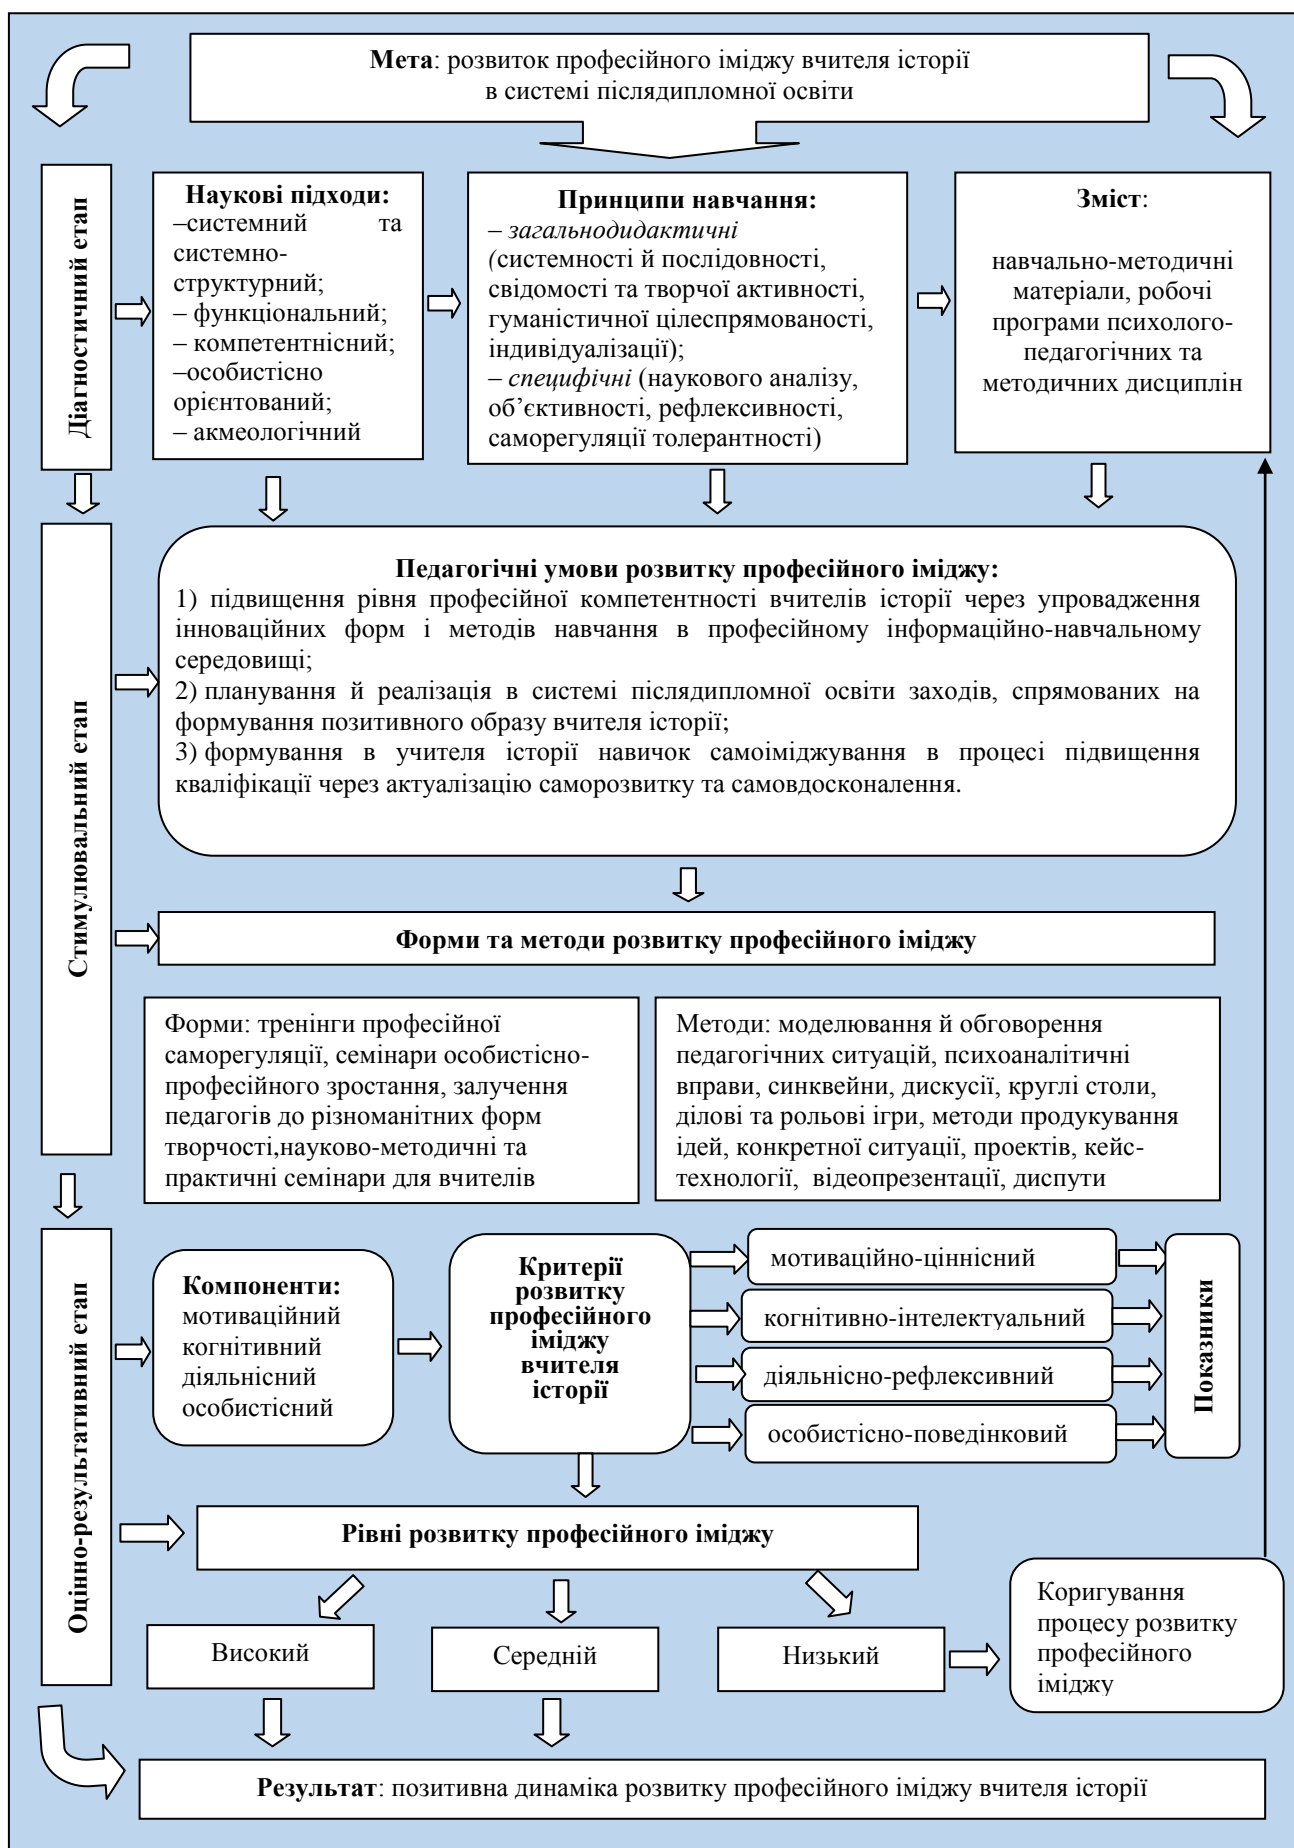 Мета: розвиток професійного іміджу вчителя історії
в системі післядипломної освіти
Діагностичний етап
Наукові підходи:
–системний та
системно-
структурний;
– функціональний;
– компетентнісний;
–особистісно
орієнтований;
– акмеологічний
Принципи навчання:
– загальнодидактичні
(системності й послідовності,
свідомості та творчої активності,
гуманістичної цілеспрямованості,
індивідуалізації);
– специфічні (наукового аналізу,
об’єктивності, рефлексивності,
саморегуляції толерантності)
Зміст:
навчально-методичні
матеріали, робочі
програми психолого-
педагогічних та
методичних дисциплін
Стимулювальний етап
Педагогічні умови розвитку професійного іміджу:
1) підвищення рівня професійної компетентності вчителів історії через упровадження
інноваційних форм і методів навчання в професійному інформаційно-навчальному
середовищі;
2) планування й реалізація в системі післядипломної освіти заходів, спрямованих на
формування позитивного образу вчителя історії;
3) формування в учителя історії навичок самоіміджування в процесі підвищення
кваліфікації через актуалізацію саморозвитку та самовдосконалення.
Форми та методи розвитку професійного іміджу
Форми: тренінги професійної
саморегуляції, семінари особистісно-
професійного зростання, залучення
педагогів до різноманітних форм
творчості,науково-методичні та
практичні семінари для вчителів
Методи: моделювання й обговорення
педагогічних ситуацій, психоаналітичні
вправи, синквейни, дискусії, круглі столи,
ділові та рольові ігри, методи продукування
ідей, конкретної ситуації, проектів, кейс-
технології, відеопрезентації, диспути
Оцінно-результативний етап
Компоненти:
мотиваційний
когнітивний
діяльнісний
особистісний
Критерії
розвитку
професійного
іміджу
вчителя
історії
мотиваційно-ціннісний
когнітивно-інтелектуальний
діяльнісно-рефлексивний
особистісно-поведінковий
Показники
Рівні розвитку професійного іміджу
Високий
Середній
Низький
Коригування
процесу розвитку
професійного
іміджу
Результат: позитивна динаміка розвитку професійного іміджу вчителя історії